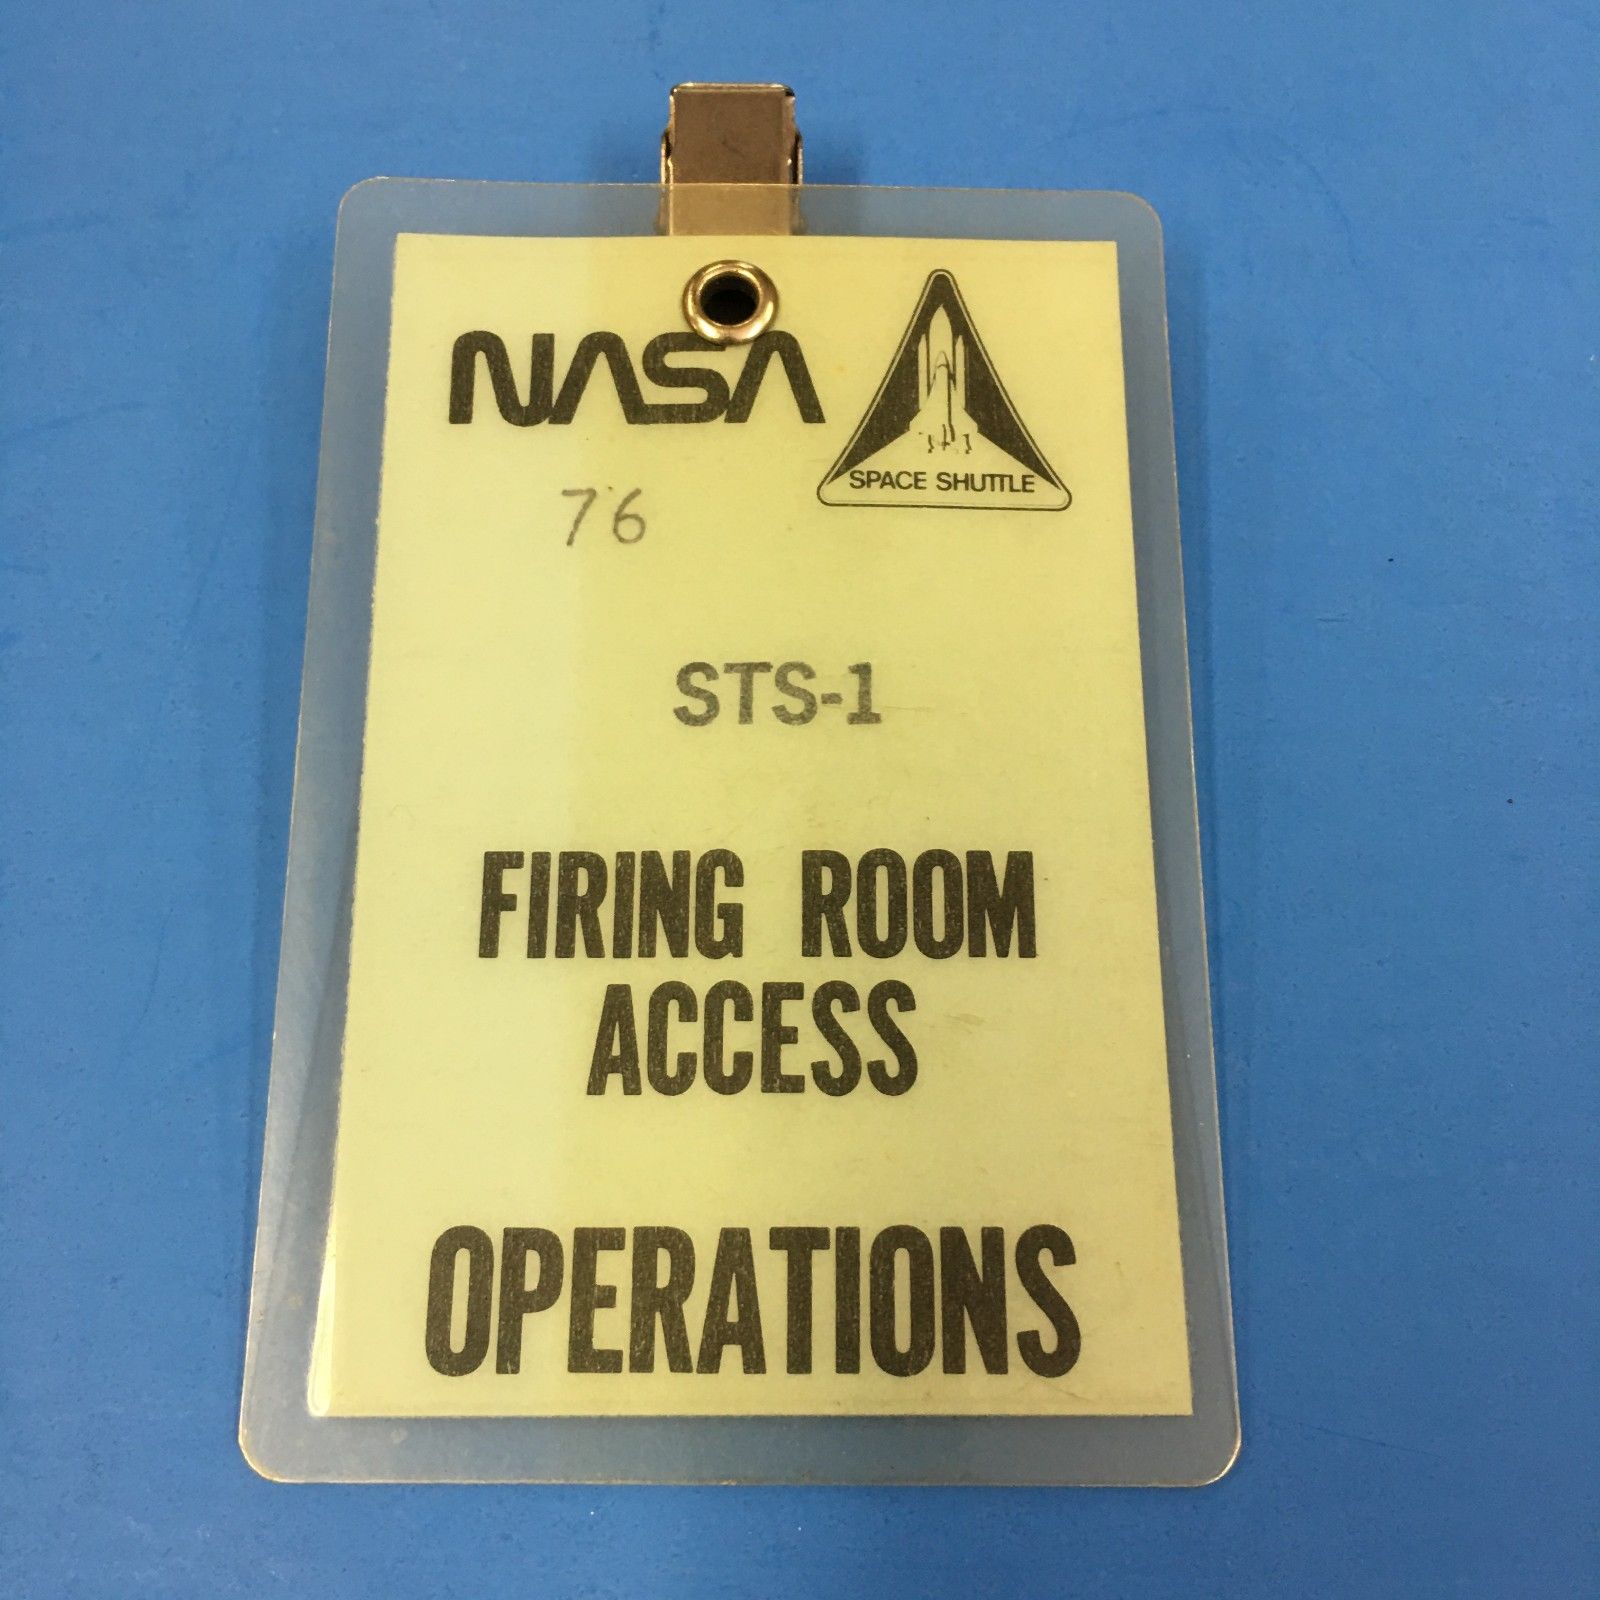 NASA
SPACE SHUTTLE
76
STS-1
FIRING ROOM
ACCESS
OPERATIONS